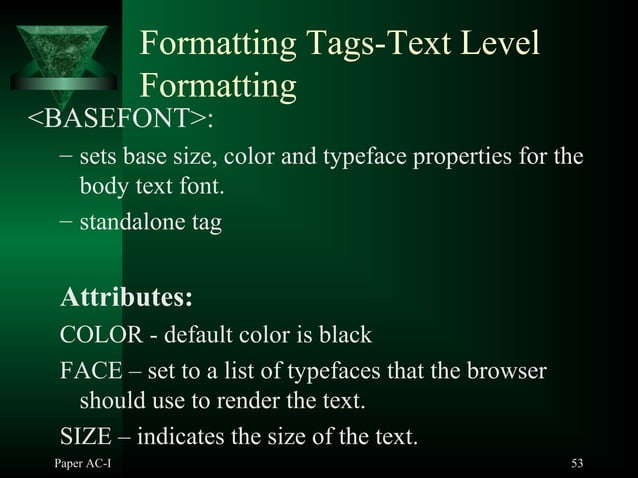 Formatting Tags-Text Level
Formatting
<BASEFONT>:
– sets base size, color and typeface properties for the
body text font.
– standalone tag
Attributes:
COLOR - default color is black
FACE – set to a list of typefaces that the browser
should use to render the text.
SIZE – indicates the size of the text.
Paper AC-I 53